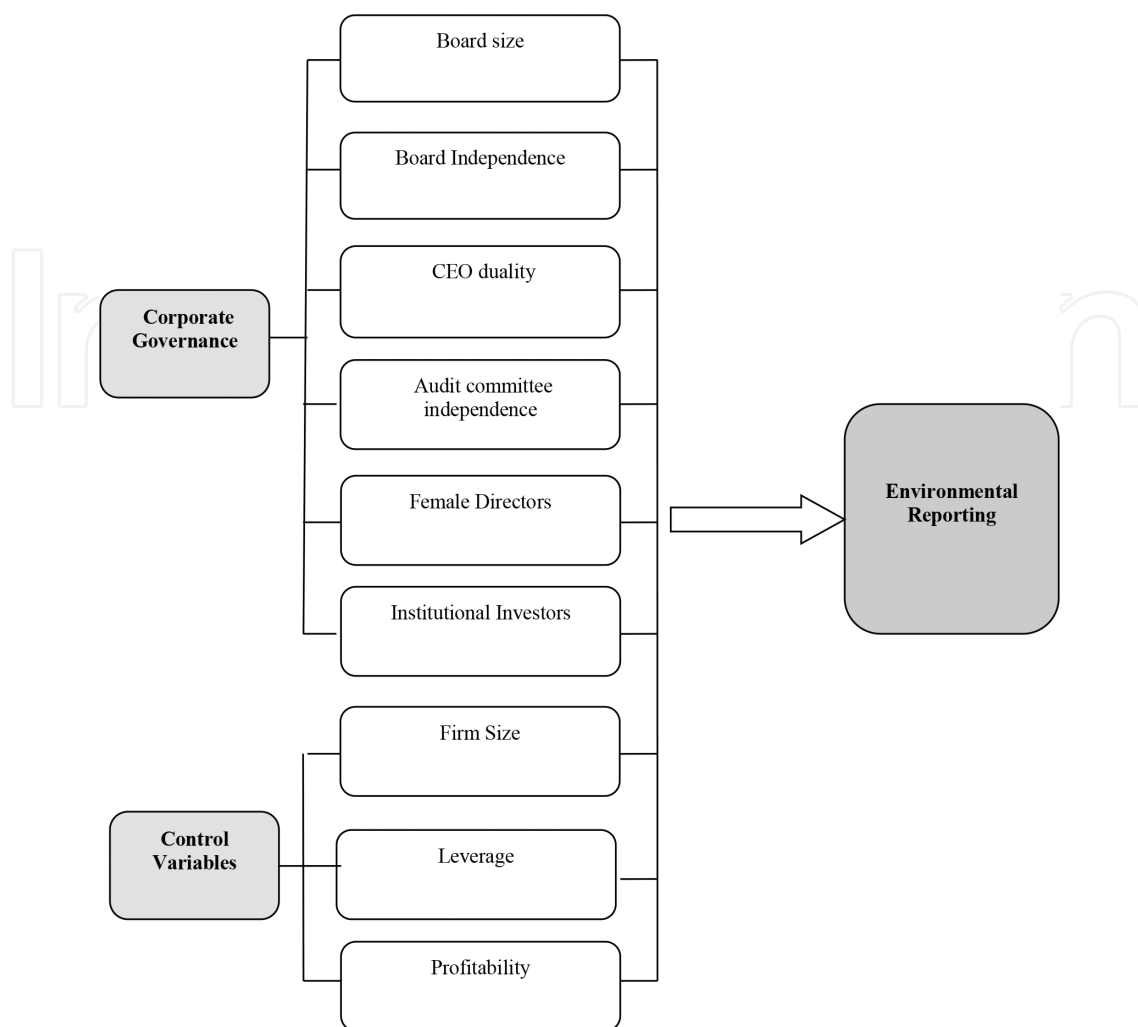 Board size
Board Independence
CEO duality
Corporate
Governance
Audit committee
independence
Female Directors
Institutional Investors
Environmental
Reporting
Firm Size
Control
Variables
Leverage
Profitability